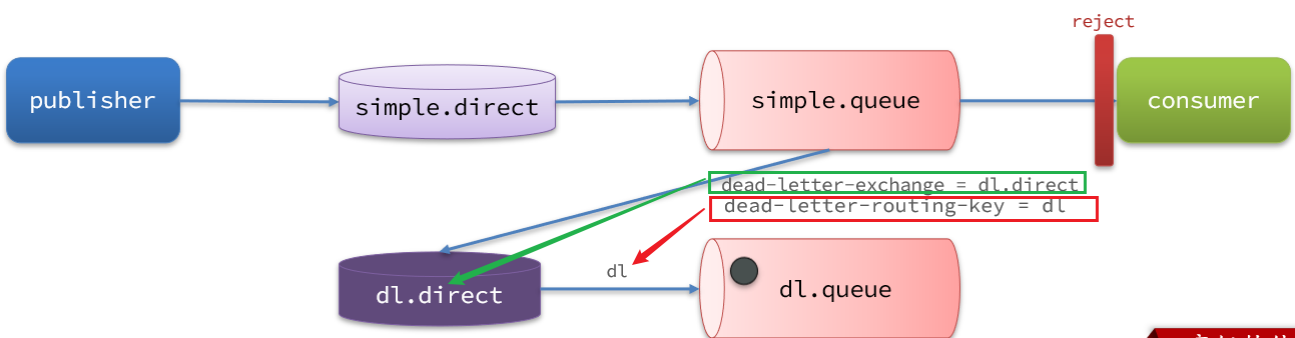 reject
publisher
simple.direct
simple.queue
consumer
dead-letter-exchange = dl.direct
dead-letter-routing-key = dl
dl
dl.direct
dl.queue